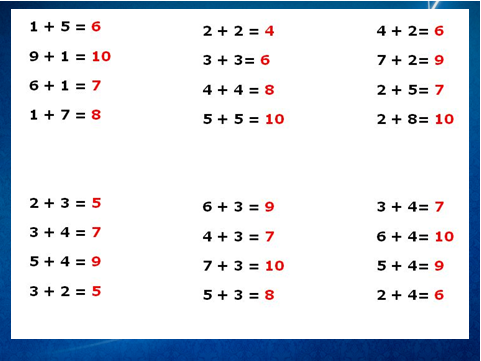 1 + 5 = 6
9 + 1 = 10
6 + 1 = 7
1 + 7 = 8
2 + 2 = 4
3 + 3= 6
4 + 4 = 8
5 + 5 = 10
4 + 2= 6
7 + 2= 9
2 + 5= 7
2 + 8= 10
2 + 3 = 5
3 + 4 = 7
5 + 4 = 9
3 + 2 = 5
6 + 3 = 9
4 + 3 = 7
7 + 3 = 10
5 + 3 = 8
3 + 4= 7
6 + 4= 10
5 + 4= 9
2 + 4= 6